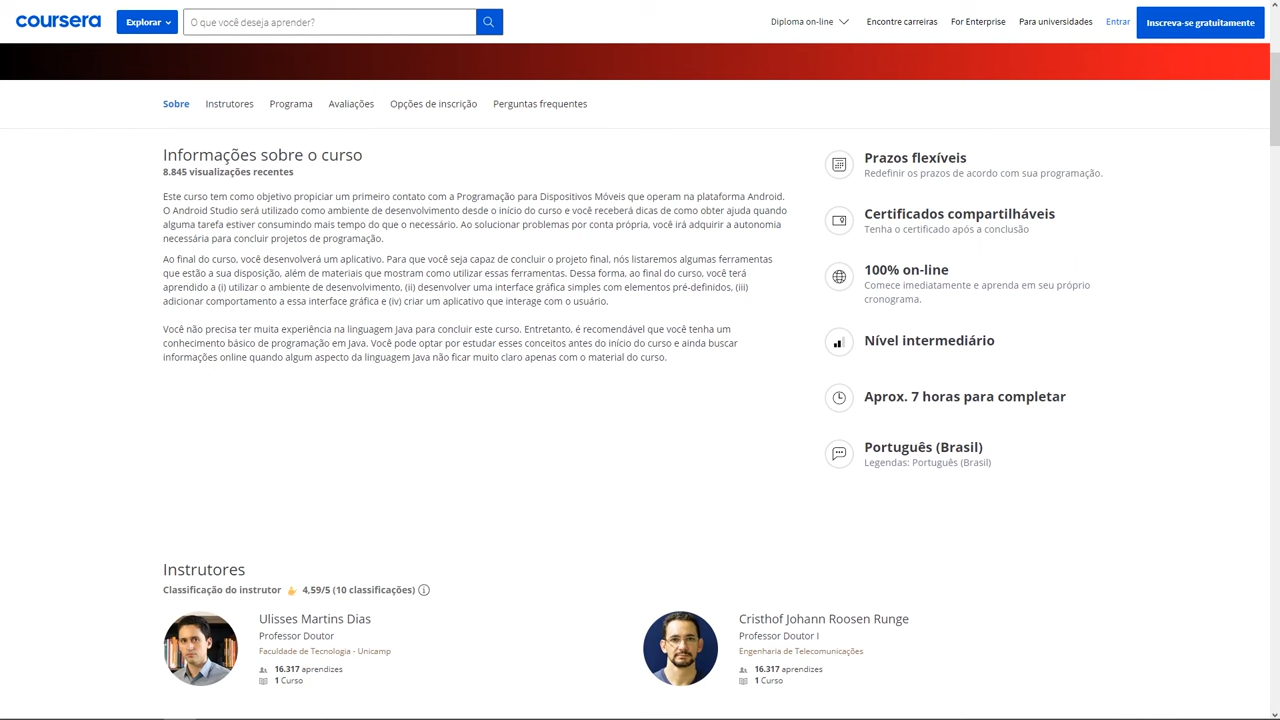 coursera
Explorar
O que você deseja aprender?
Diploma on-line
Encontre carreiras
For Enterprise
Para universidades
Entrar
Inscreva-se gratuitamente
Sobre
Instrutores
Programa
Avaliações
Opções de inscrição
Perguntas frequentes
Informações sobre o curso
8.845 visualizações recentes
Este curso tem como objetivo propiciar um primeiro contato com a Programação para Dispositivos Móveis que operam na plataforma Android.
O Android Studio será utilizado como ambiente de desenvolvimento desde o início do curso e você receberá dicas de como obter ajuda quando
alguma tarefa estiver consumindo mais tempo do que o necessário. Ao solucionar problemas por conta própria, você irá adquirir a autonomia
necessária para concluir projetos de programação.
Ao final do curso, você desenvolverá um aplicativo. Para que você seja capaz de concluir o projeto final, nós listaremos algumas ferramentas
que estão a sua disposição, além de materiais que mostram como utilizar essas ferramentas. Dessa forma, ao final do curso, você terá
aprendido a (i) utilizar o ambiente de desenvolvimento, (ii) desenvolver uma interface gráfica simples com elementos pré-definidos, (iii)
adicionar comportamento a essa interface gráfica e (iv) criar um aplicativo que interage com o usuário.
Você não precisa ter muita experiência na linguagem Java para concluir este curso. Entretanto, é recomendável que você tenha um
conhecimento básico de programação em Java. Você pode optar por estudar esses conceitos antes do início do curso e ainda buscar
informações online quando algum aspecto da linguagem Java não ficar muito claro apenas com o material do curso.
Prazos flexíveis
Redefinir os prazos de acordo com sua programação.
Certificados compartilháveis
Tenha o certificado após a conclusão
100% on-line
Comece imediatamente e aprenda em seu próprio
cronograma.
Nível intermediário
Aprox. 7 horas para completar
Português (Brasil)
Legendas: Português (Brasil)
Instrutores
Classificação do instrutor 4,59/5 (10 classificações)
Ulisses Martins Dias
Professor Doutor
Faculdade de Tecnologia - Unicamp
16.317 aprendizes
1 Curso
Cristhof Johann Roosen Runge
Professor Doutor I
Engenharia de Telecomunicações
16.317 aprendizes
1 Curso